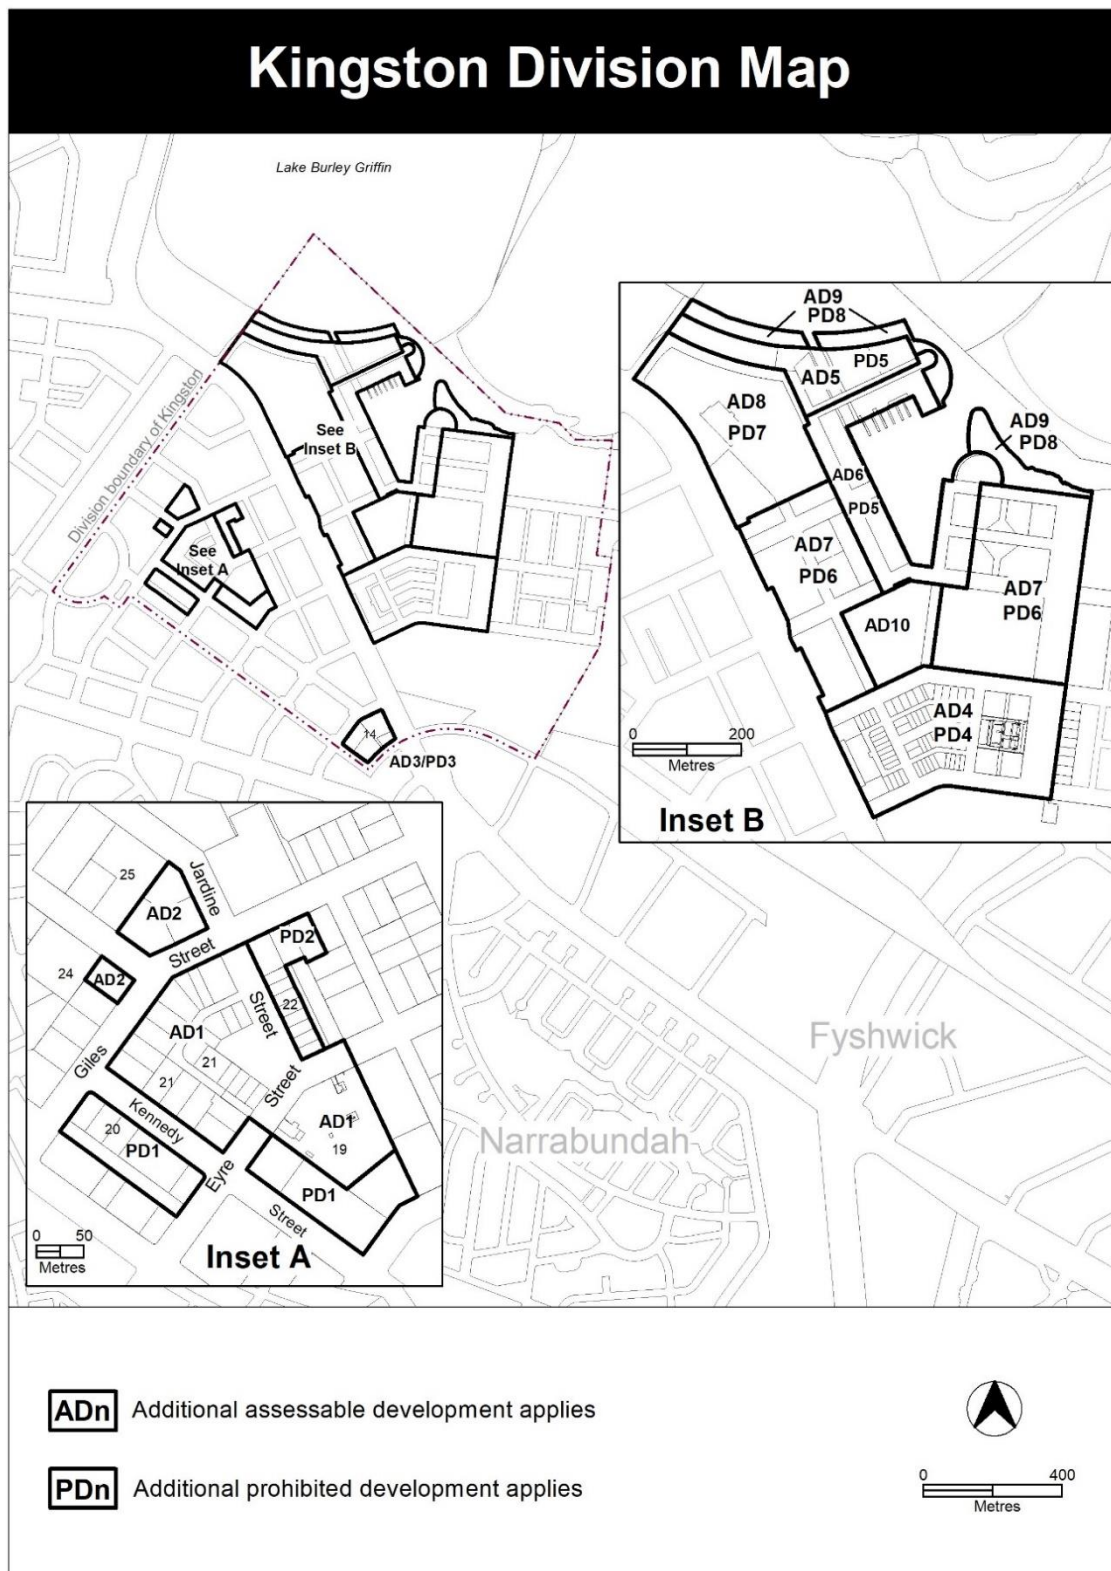 Kingston Division Map
Lake Burley Griffin
Division boundary of Kingston
See
Inset B
See
Inset A
14
AD3/PD3
AD9
PD8
AD5
PD5
AD8
PD7
AD9
PD8
AD6
PD5
AD7
PD6
AD7
PD6
AD10
AD4
PD4
0 200
Metres
Inset B
25
Jardine
AD2
Street
PD2
24
AD2
22
Street
AD1
21
Giles
21
Street
Kennedy
20
PD1
AD1
19
Eyre
PD1
Street
0 50
Metres
Inset A
Fyshwick
Narrabundah
ADn Additional assessable development applies
PDn Additional prohibited development applies
0 400
Metres